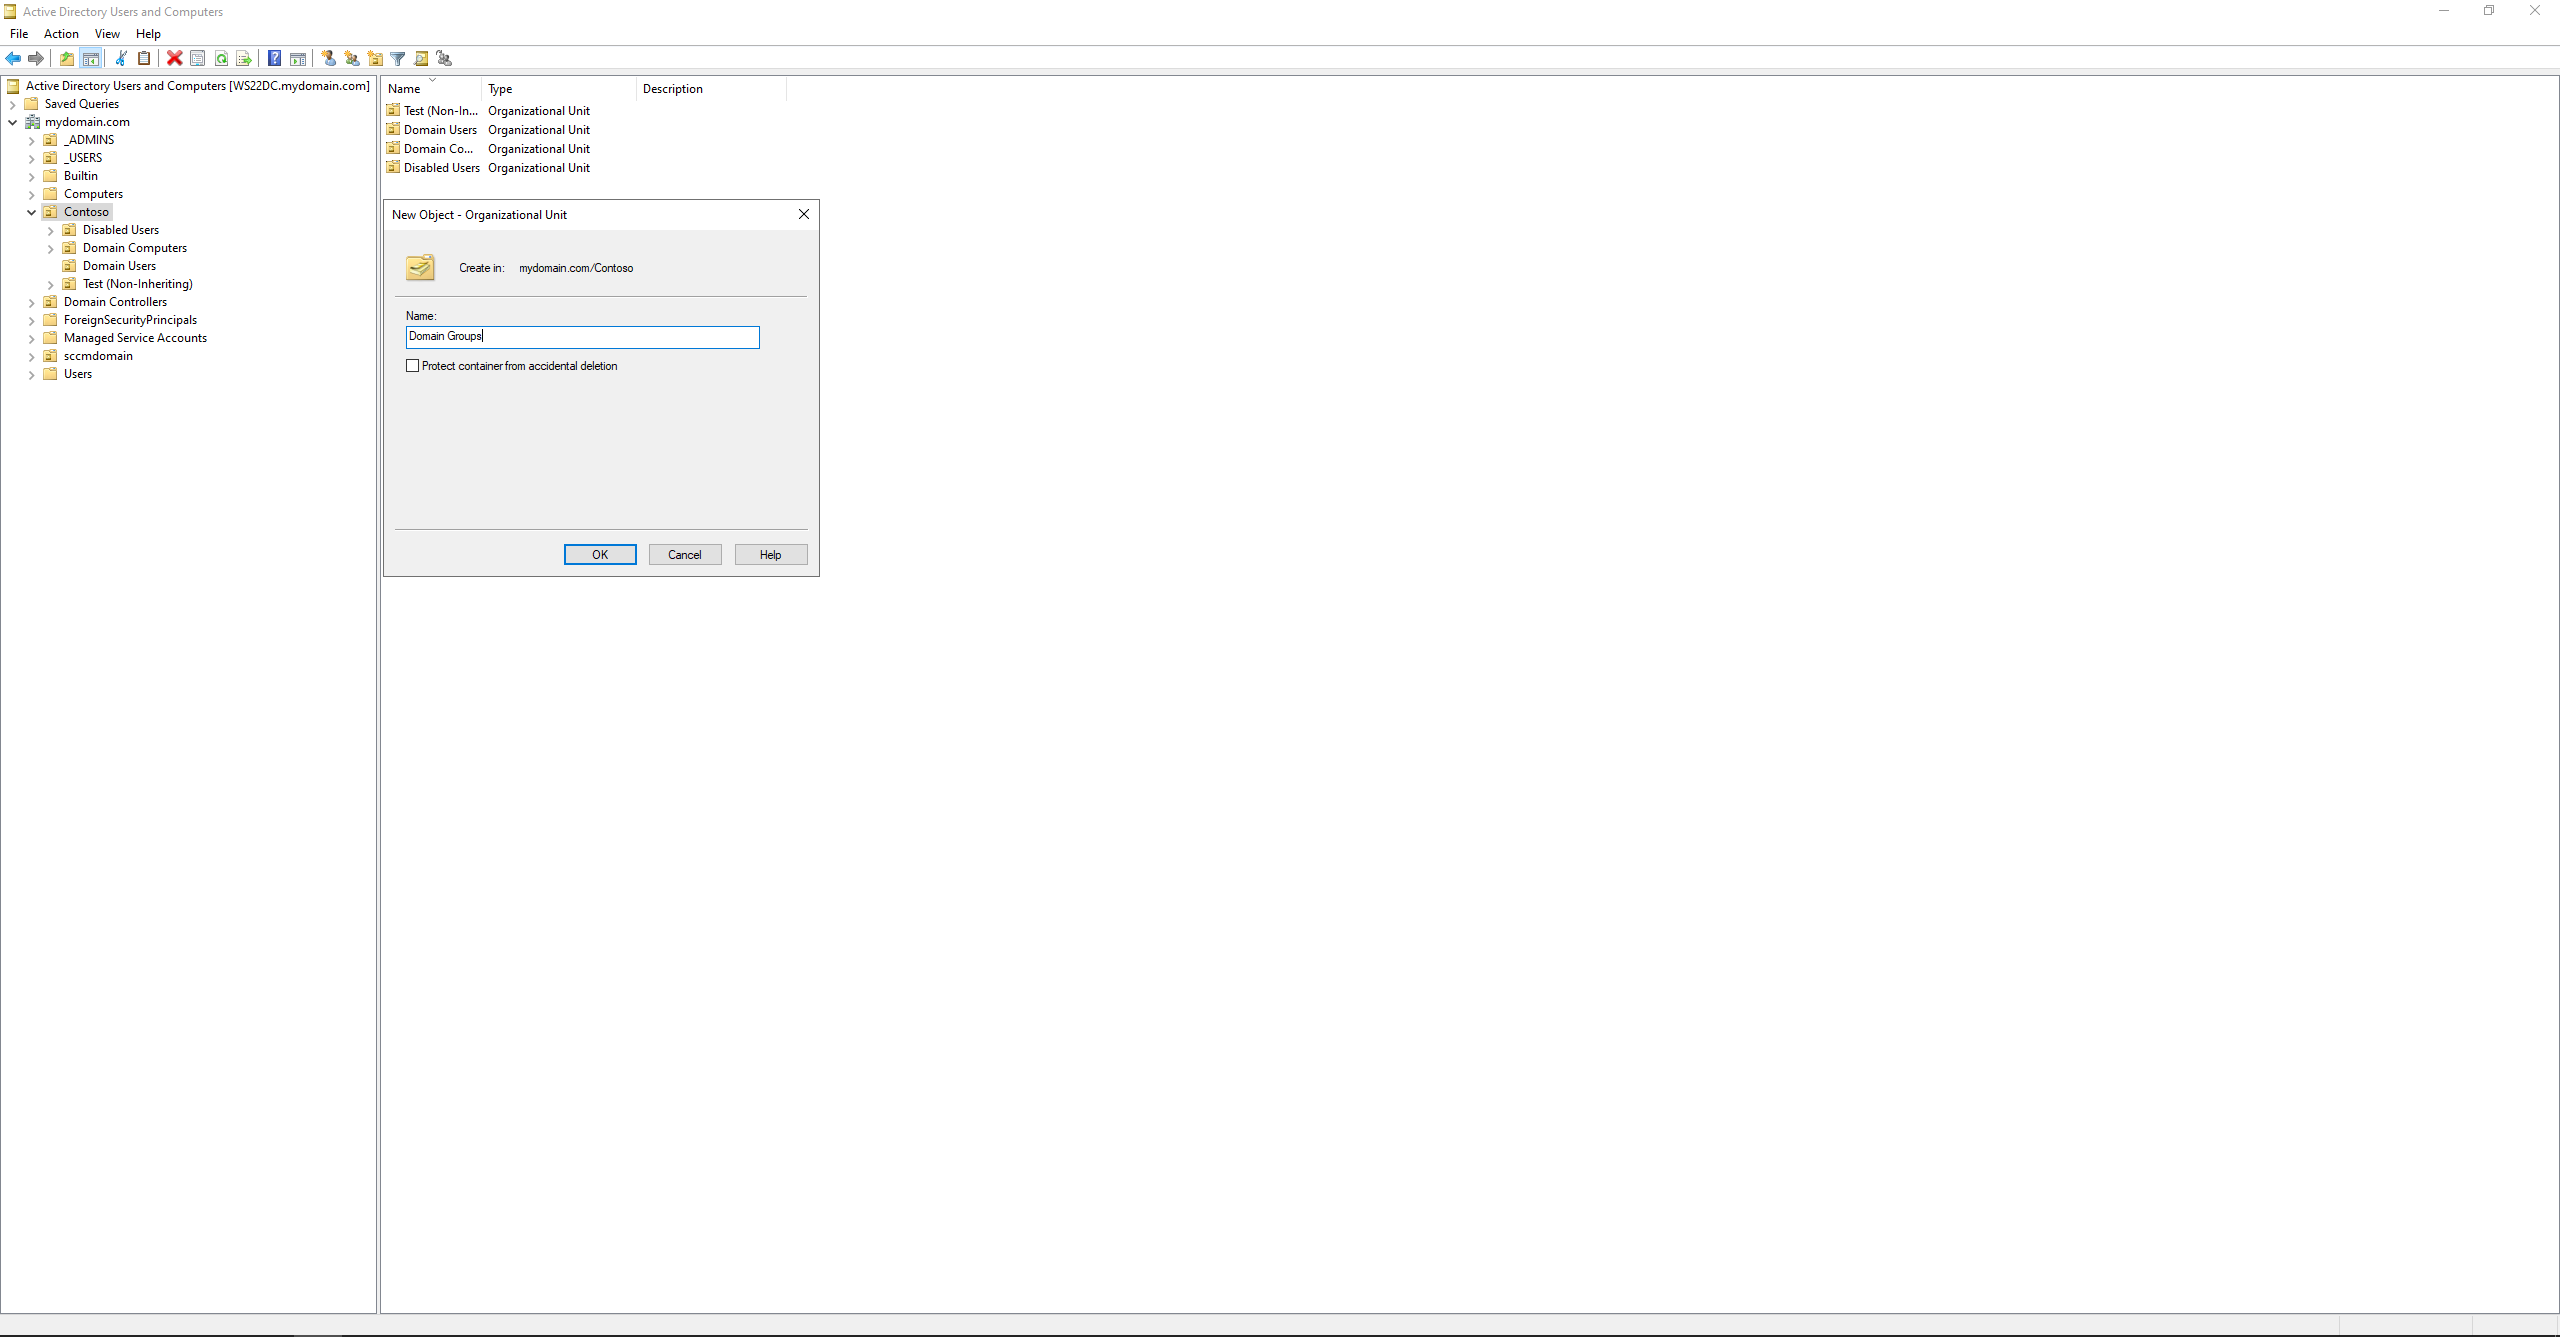 Active Directory Users and Computers
File Action View Help
Active Directory Users and Computers [WS22DC.mydomain.com]
Saved Queries
mydomain.com
_ADMINS
_USERS
Builtin
Computers
Contoso
Disabled Users
Domain Computers
Domain Users
Test (Non-Inheriting)
Domain Controllers
ForeignSecurityPrincipals
Managed Service Accounts
sccmdomain
Users
Name Type Description
Test (Non-In... Organizational Unit
Domain Users Organizational Unit
Domain Co... Organizational Unit
Disabled Users Organizational Unit
New Object - Organizational Unit
Create in: mydomain.com/Contoso
Name:
Domain Groups
Protect container from accidental deletion
OK Cancel Help